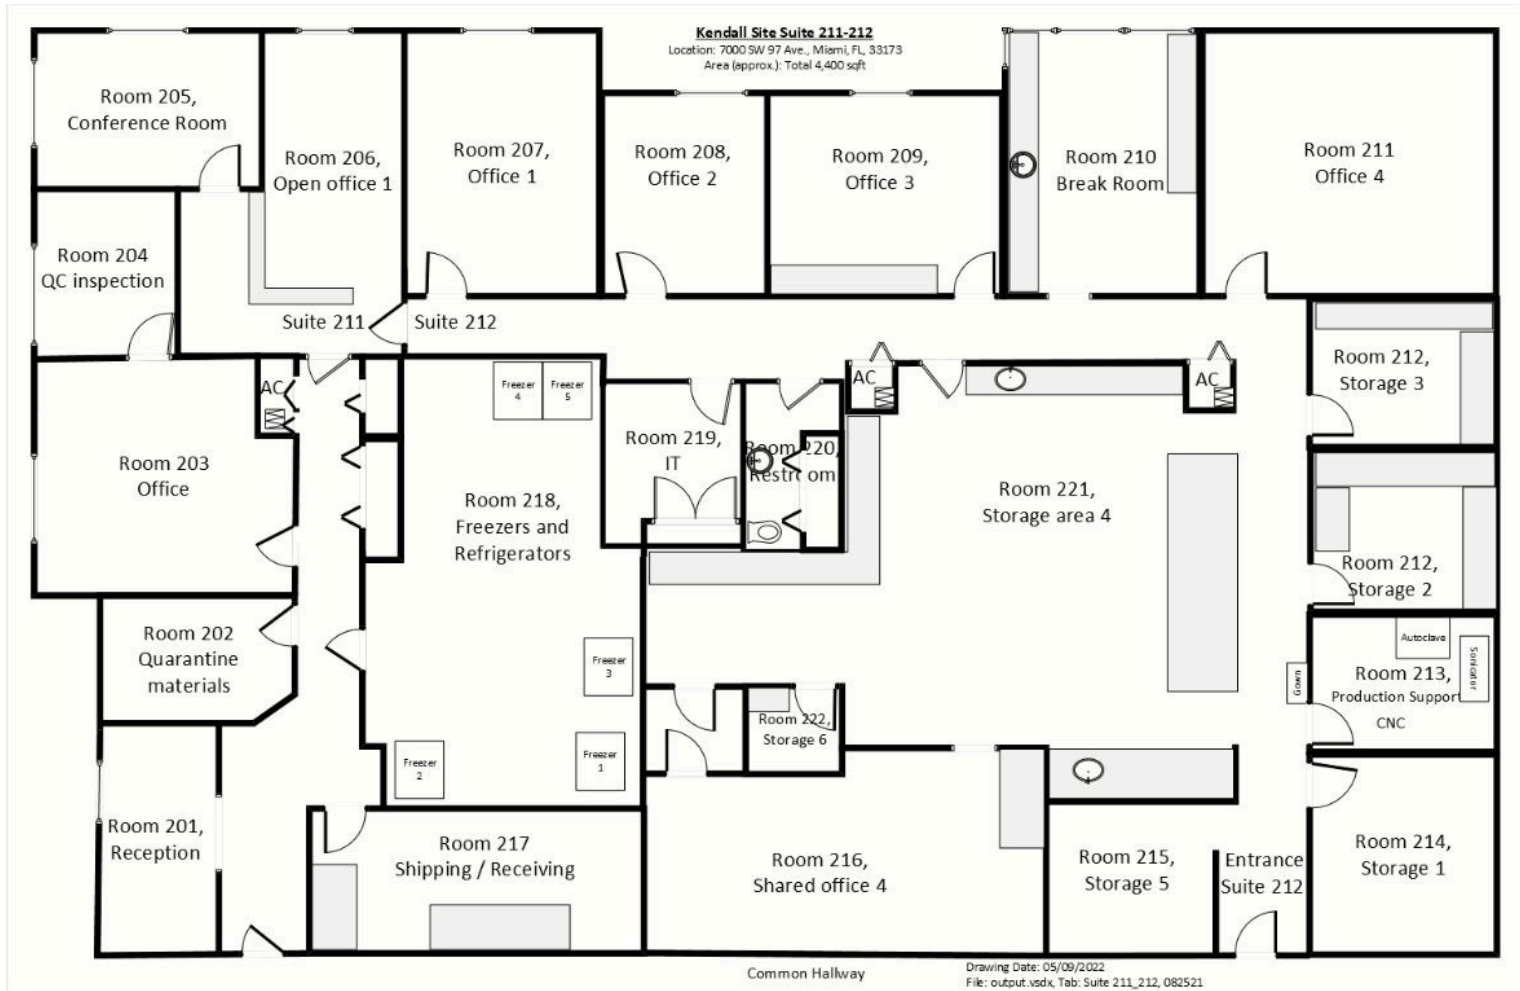 Kendall Site Suite 211-212
Location: 7000 SW 97 Ave., Miami, FL, 33173
Area (approx.): Total 4,400 sqft
Room 205,
Conference Room
Room 206,
Open office 1
Room 207,
Office 1
Room 208,
Office 2
Room 209,
Office 3
Room 210
Break Room
Room 211
Office 4
Room 204
QC inspection
Suite 211
Suite 212
Room 212,
Storage 3
AC
AC
AC
Freezer
4
Freezer
5
Room 203
Office
Room 218,
Freezers and
Refrigerators
Room 219,
IT
Room 220,
Restroom
Room 221,
Storage area 4
Room 212,
Storage 2
Room 202
Quarantine
materials
Freezer
3
Autoclave
Sonicator
Gown
Room 213,
Production Support
CNC
Room 222,
Storage 6
Freezer
2
Freezer
1
Room 201,
Reception
Room 217
Shipping / Receiving
Room 216,
Shared office 4
Room 215,
Storage 5
Entrance
Suite 212
Room 214,
Storage 1
Common Hallway
Drawing Date: 05/09/2022
File: output.vsdx, Tab: Suite 211_212, 082521